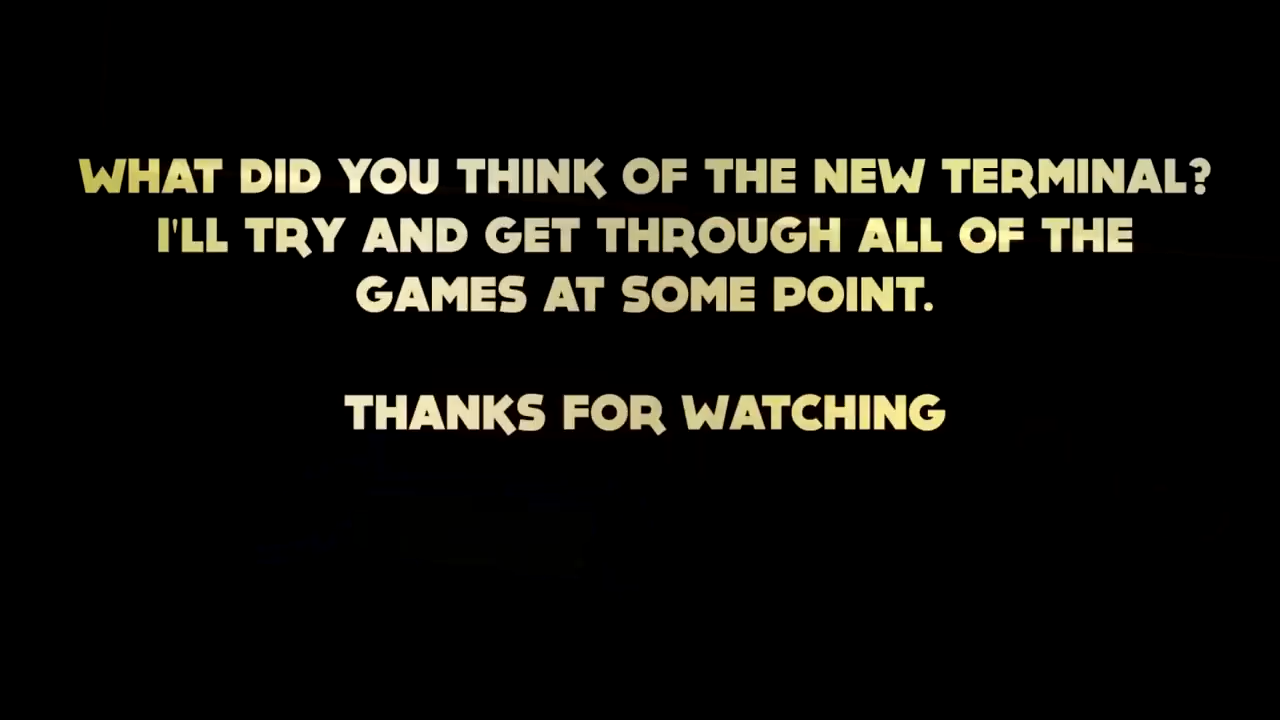 WHAT DID YOU THINK OF THE NEW TERMINAL?
I'LL TRY AND GET THROUGH ALL OF THE
GAMES AT SOME POINT.
THANKS FOR WATCHING